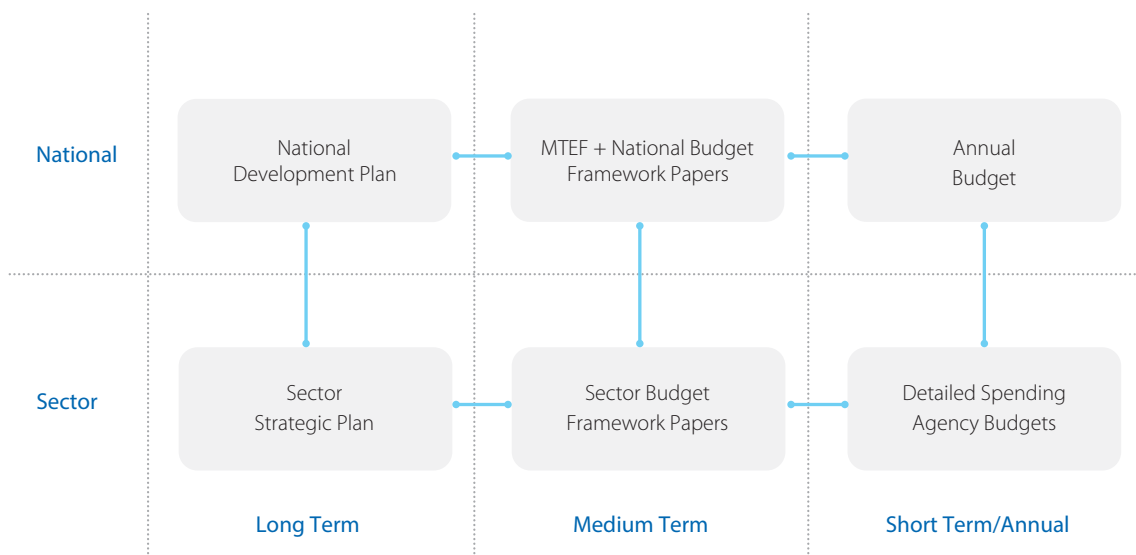 National
National
Development Plan
MTEF + National Budget
Framework Papers
Annual
Budget
Sector
Sector
Strategic Plan
Sector Budget
Framework Papers
Detailed Spending
Agency Budgets
Long Term
Medium Term
Short Term/Annual